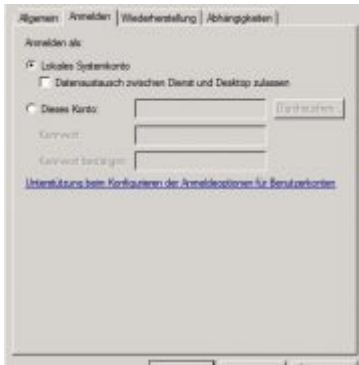 Allgemein Anmelden Wiederherstellung Abhängigkeiten
Anmelden als:
Lokales Systemkonto
Datenaustausch zwischen Dienst und Desktop zulassen
Dieses Konto: Durchsuchen...
Kennwort:
Kennwort bestätigen:
Unterstützung beim Konfigurieren der Anmeldeoptionen für Benutzerkonten